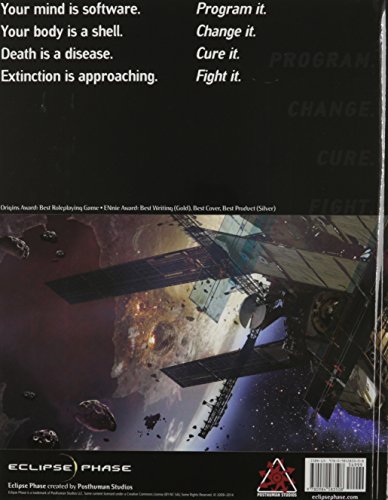 Your mind is software. Program it.
Your body is a shell. Change it.
Death is a disease. Cure it.
Extinction is approaching. Fight it.
PROGRAM.
CHANGE.
CURE.
FIGHT.
Origins Award: Best Roleplaying Game • ENnie Award: Best Writing (Gold), Best Cover, Best Product (Silver)
ECLIPSE PHASE
Eclipse Phase created by Posthuman Studios
POSTHUMAN STUDIOS
eclipsephase.com